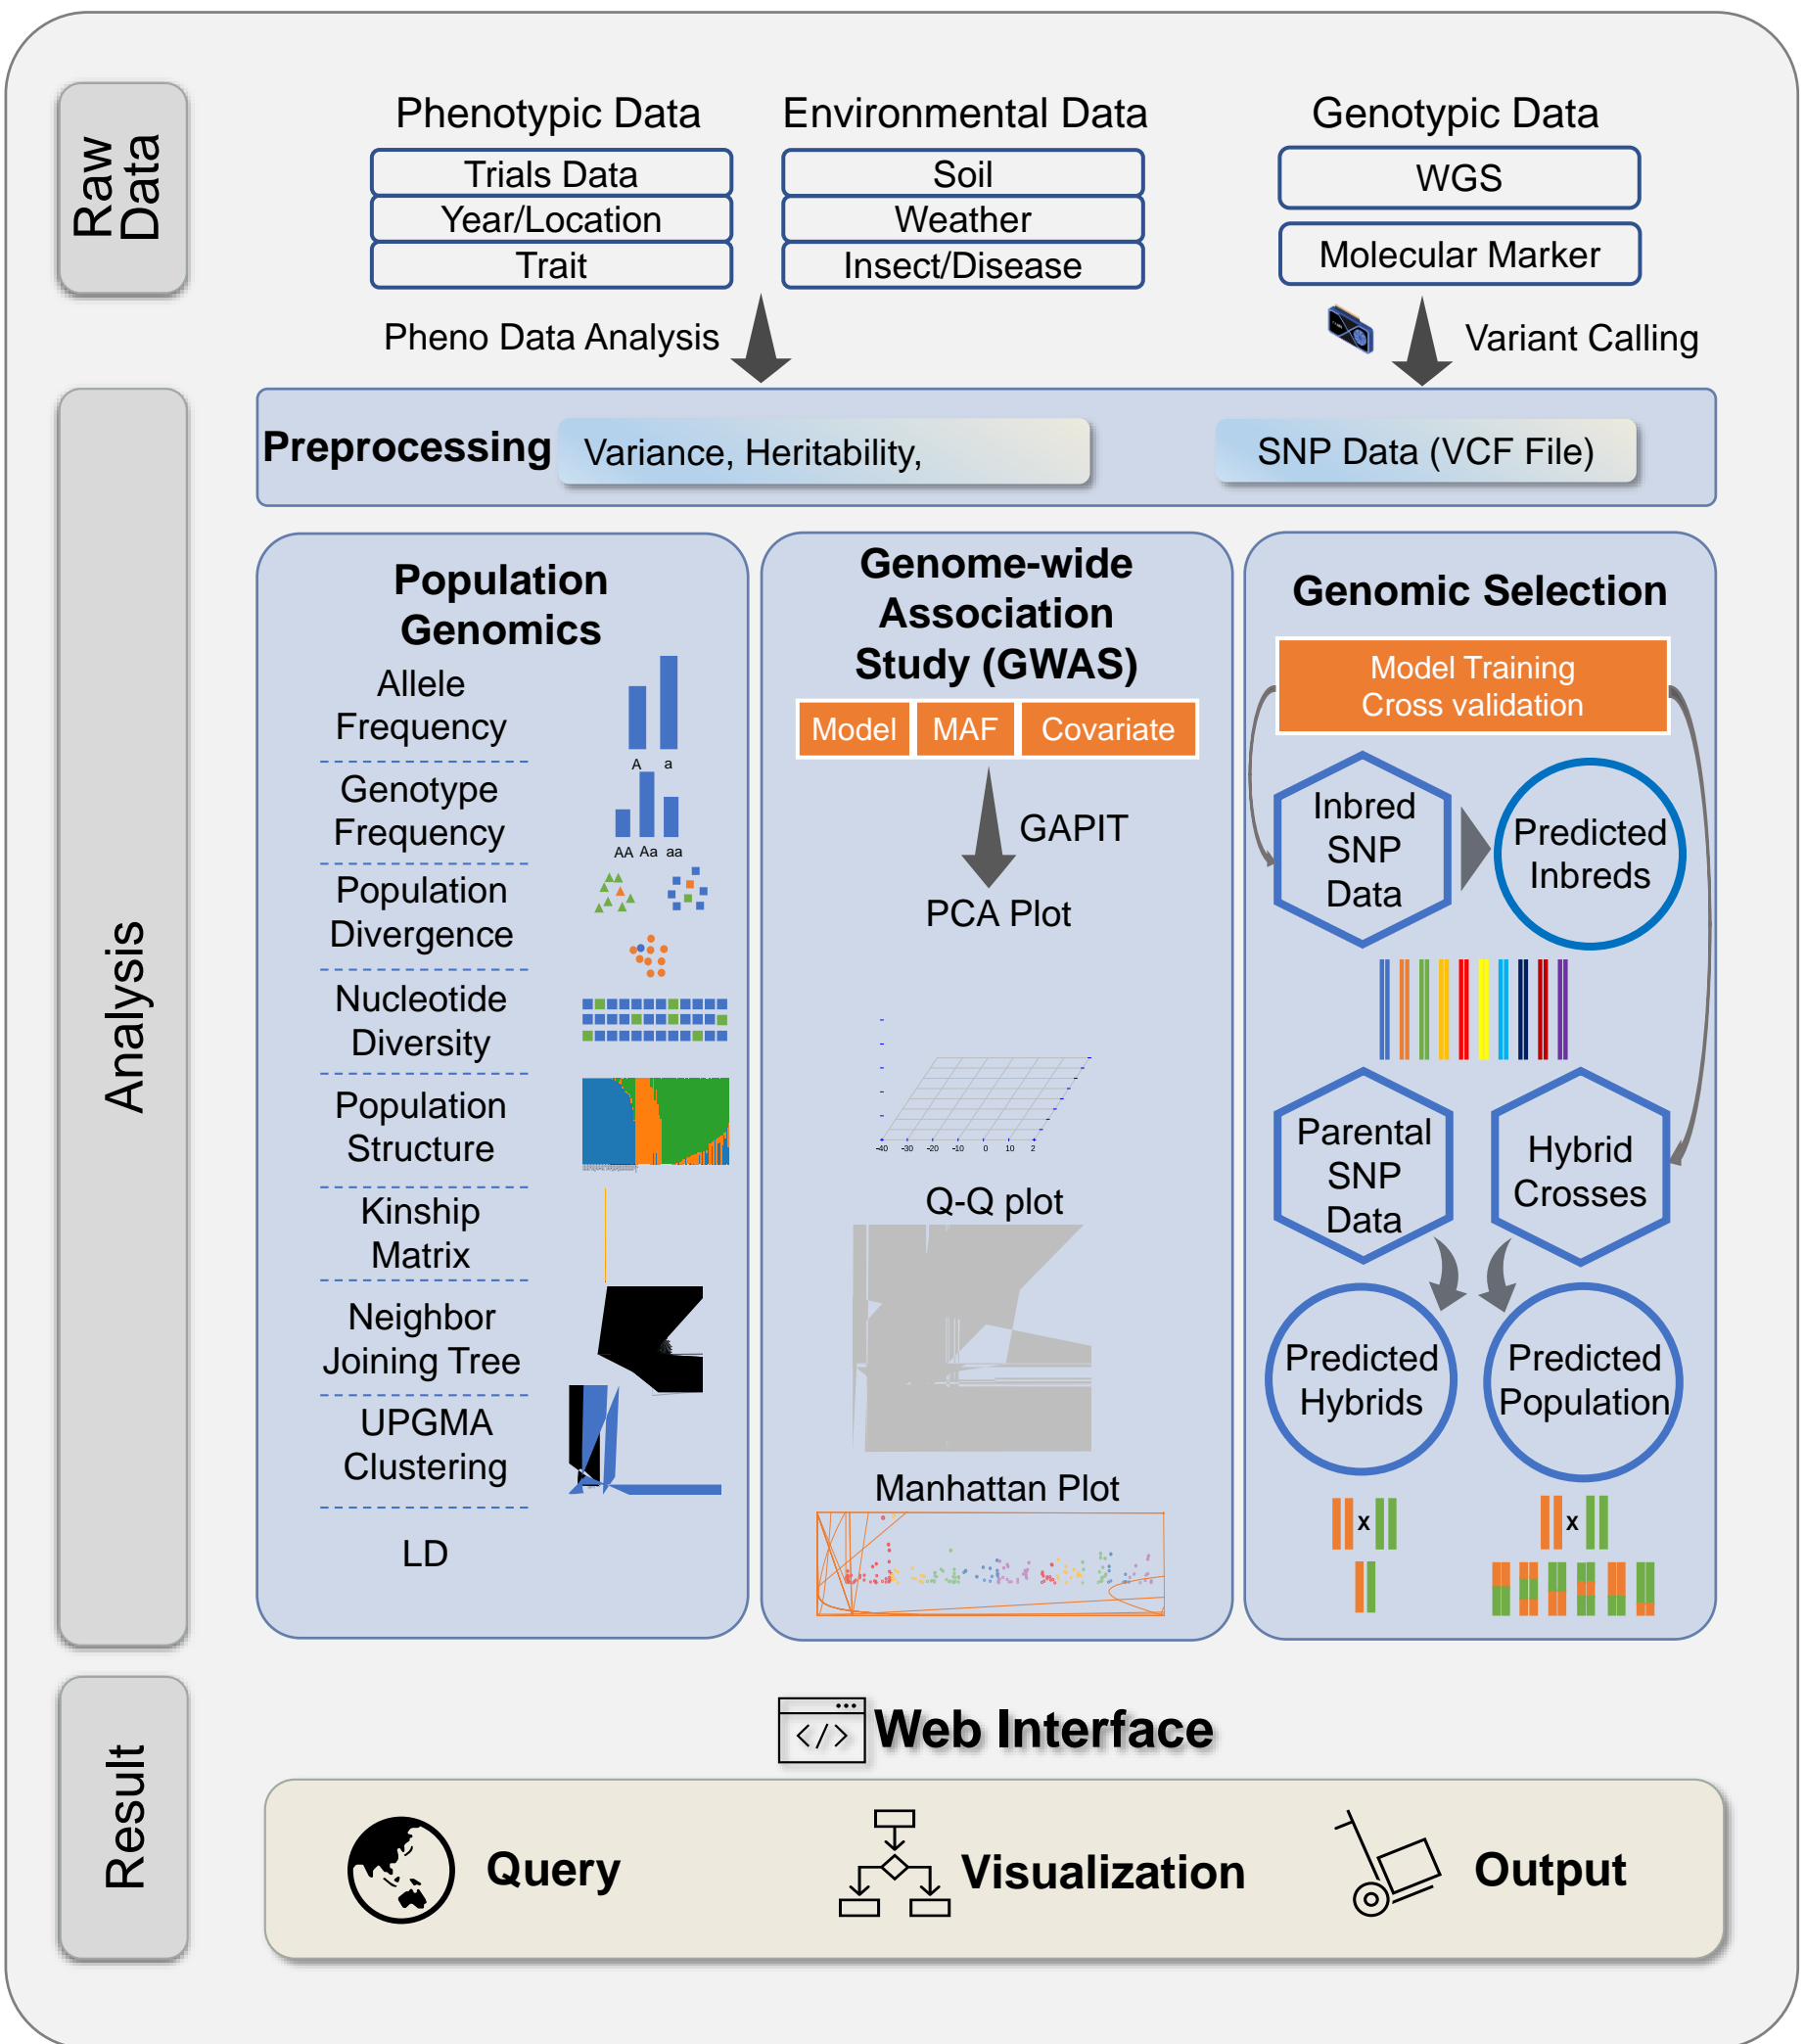 Raw
Data
Phenotypic Data
Trials Data
Year/Location
Trait
Environmental Data
Soil
Weather
Insect/Disease
Genotypic Data
WGS
Molecular Marker
Pheno Data Analysis
Variant Calling
Analysis
Preprocessing
Variance, Heritability,
SNP Data (VCF File)
Population
Genomics
Allele
Frequency
A a
Genotype
Frequency
AA Aa aa
Population
Divergence
Nucleotide
Diversity
Population
Structure
Kinship
Matrix
Neighbor
Joining Tree
UPGMA
Clustering
LD
Genome-wide
Association
Study (GWAS)
Model MAF Covariate
GAPIT
PCA Plot
-40 -30 -20 -10 0 10 2
Q-Q plot
Manhattan Plot
Genomic Selection
Model Training
Cross validation
Inbred
SNP
Data
Predicted
Inbreds
Parental
SNP
Data
Hybrid
Crosses
Predicted
Hybrids
Predicted
Population
x
x
Result
</> Web Interface
Query
Visualization
Output